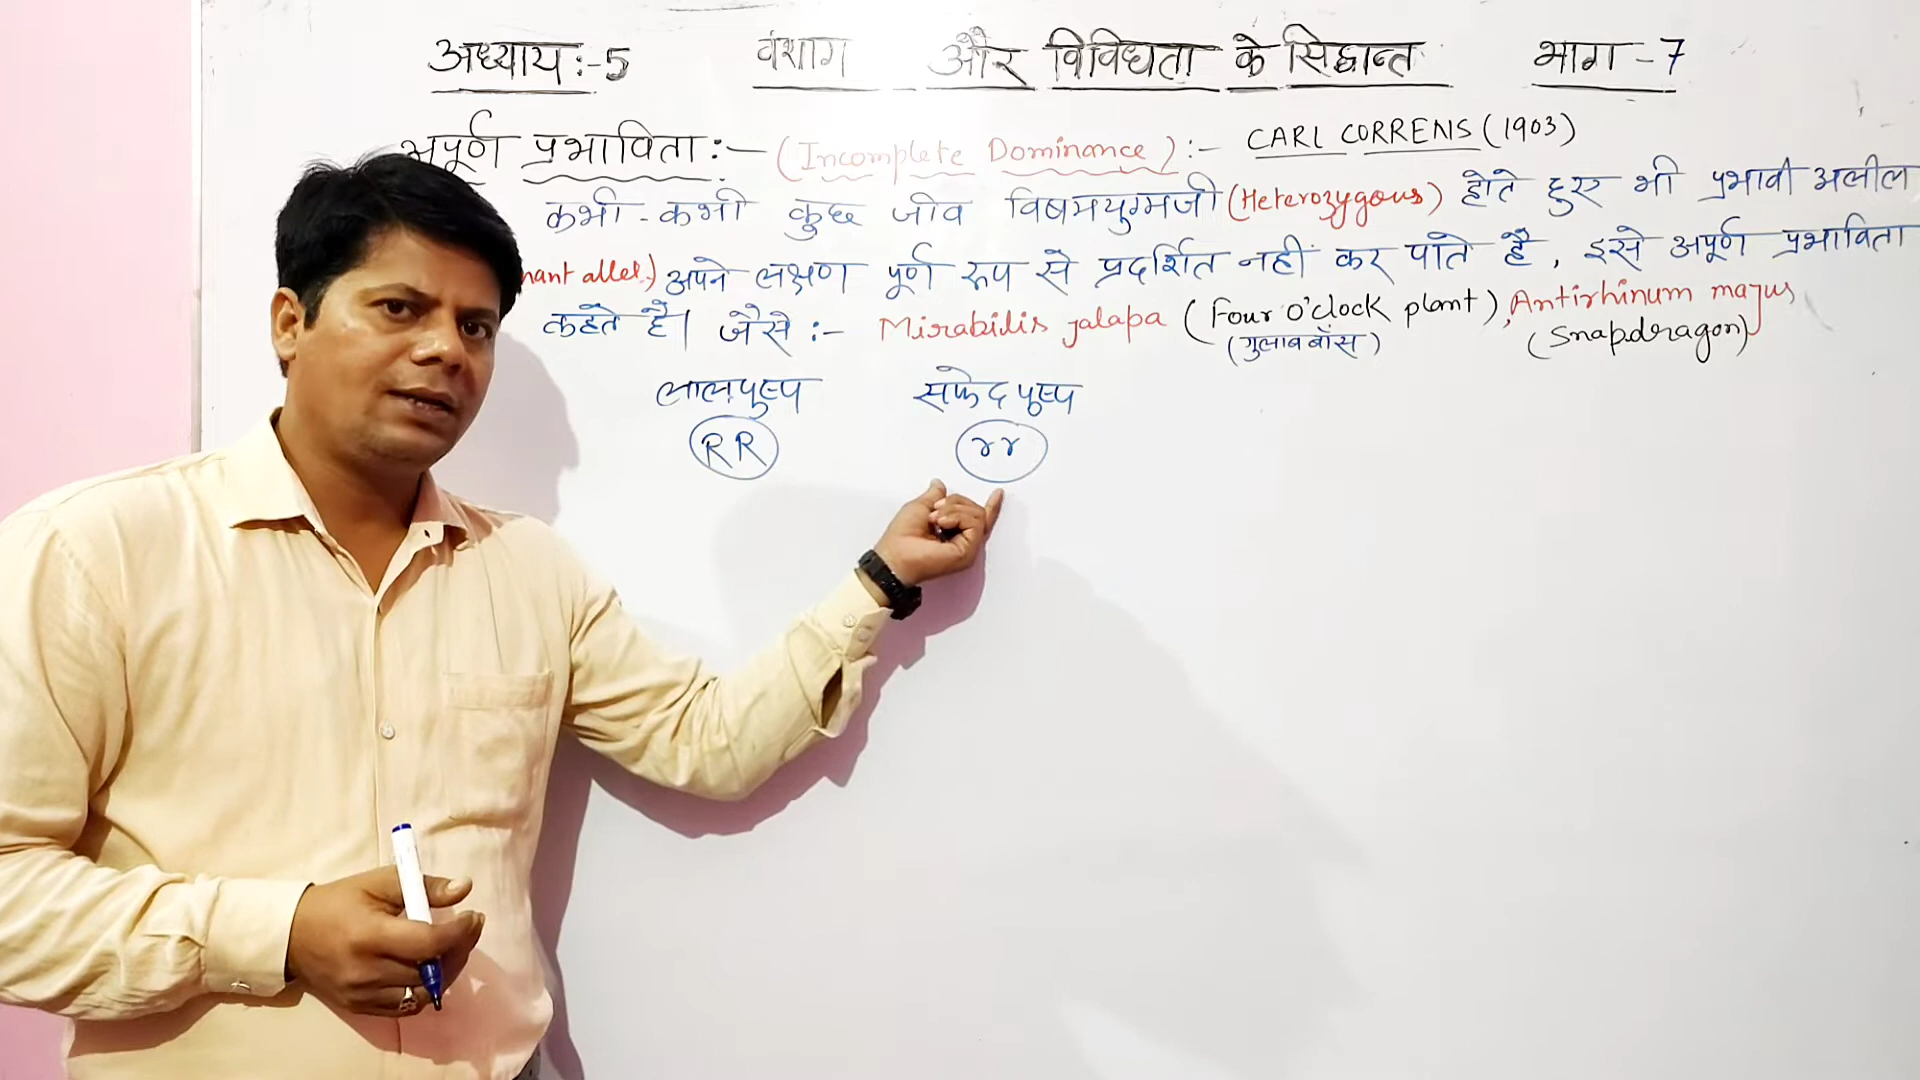 अध्यायः-5 वंशाग और विविधता के सिद्धान्त भाग-7
अपूर्ण प्रभाविता:- (Incomplete Dominance):- CARL CORRENS (1903)
कभी-कभी कुछ जीव विषमयुग्मजी (Heterozygous) होते हुए भी प्रभावी अलील
nant allel.) अपने लक्षण पूर्ण रूप से प्रदर्शित नहीं कर पाते है, इसे अपूर्ण प्रभाविता
कहते है। जैसे :- Mirabilis jalapa (Four O'clock plant), Antirhinum majus
(गुलाबबाँस) (Snapdragon)
लालपुष्प सफेद पुष्प
RR rr